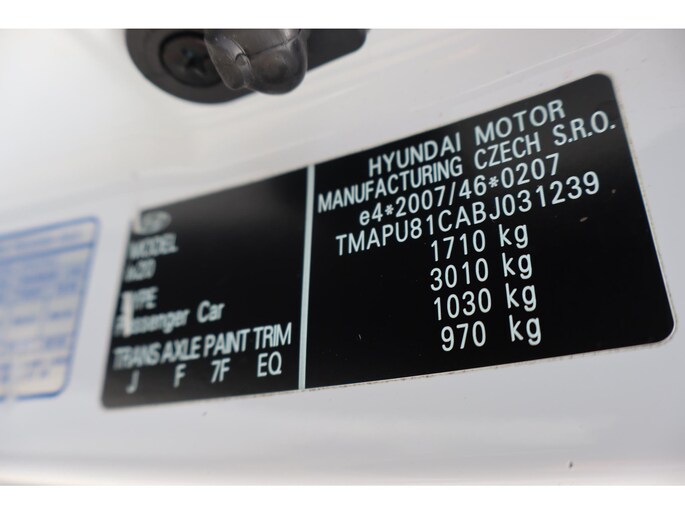 HYUNDAI MOTOR
MANUFACTURING CZECH S.R.O.
e4*2007/46*0207
TMAPU81CABJ031239
1710 kg
3010 kg
1030 kg
970 kg
MODEL
ix20
TYPE
Passenger Car
TRANS AXLE PAINT TRIM
J F 7F EQ